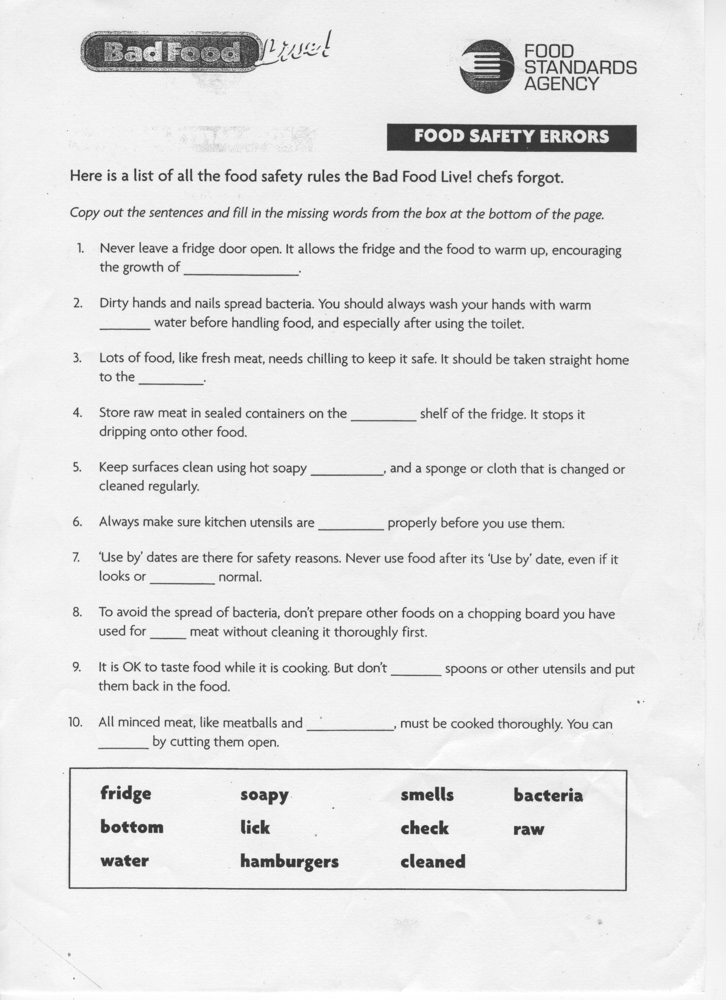 Bad Food Live!
FOOD
STANDARDS
AGENCY
FOOD SAFETY ERRORS
Here is a list of all the food safety rules the Bad Food Live! chefs forgot.
Copy out the sentences and fill in the missing words from the box at the bottom of the page.
1. Never leave a fridge door open. It allows the fridge and the food to warm up, encouraging
the growth of ________________.
2. Dirty hands and nails spread bacteria. You should always wash your hands with warm
_______ water before handling food, and especially after using the toilet.
3. Lots of food, like fresh meat, needs chilling to keep it safe. It should be taken straight home
to the _________.
4. Store raw meat in sealed containers on the _________ shelf of the fridge. It stops it
dripping onto other food.
5. Keep surfaces clean using hot soapy __________, and a sponge or cloth that is changed or
cleaned regularly.
6. Always make sure kitchen utensils are _________ properly before you use them.
7. ‘Use by’ dates are there for safety reasons. Never use food after its ‘Use by’ date, even if it
looks or _________ normal.
8. To avoid the spread of bacteria, don’t prepare other foods on a chopping board you have
used for _____ meat without cleaning it thoroughly first.
9. It is OK to taste food while it is cooking. But don’t _______ spoons or other utensils and put
them back in the food.
10. All minced meat, like meatballs and ____________, must be cooked thoroughly. You can
_______ by cutting them open.
fridge soapy smells bacteria
bottom lick check raw
water hamburgers cleaned